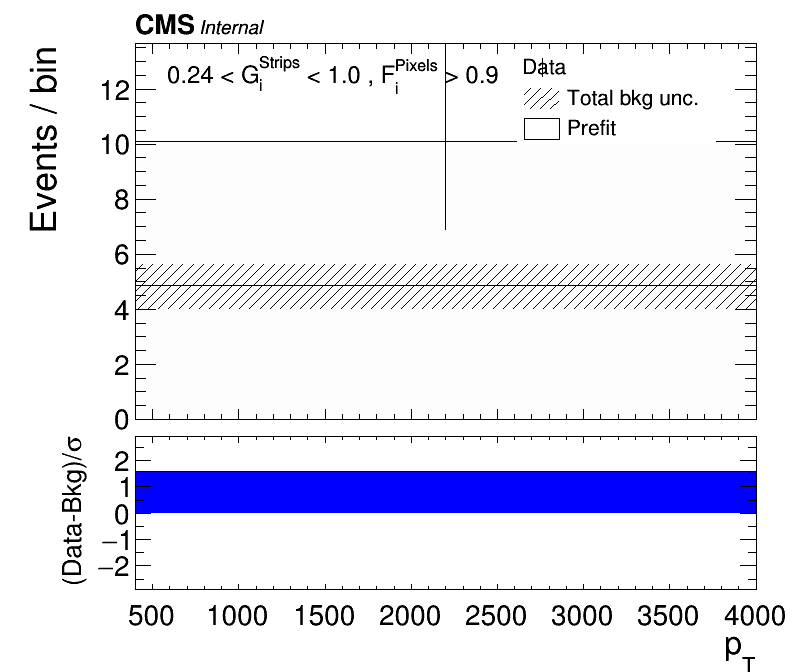 CMS Internal
0.24 < G_i^Strips < 1.0 , F_i^Pixels > 0.9
Data
Total bkg unc.
Prefit
Events / bin
12
10
8
6
4
2
0
(Data-Bkg)/σ
2
1
0
−1
−2
500 1000 1500 2000 2500 3000 3500 4000
p_T